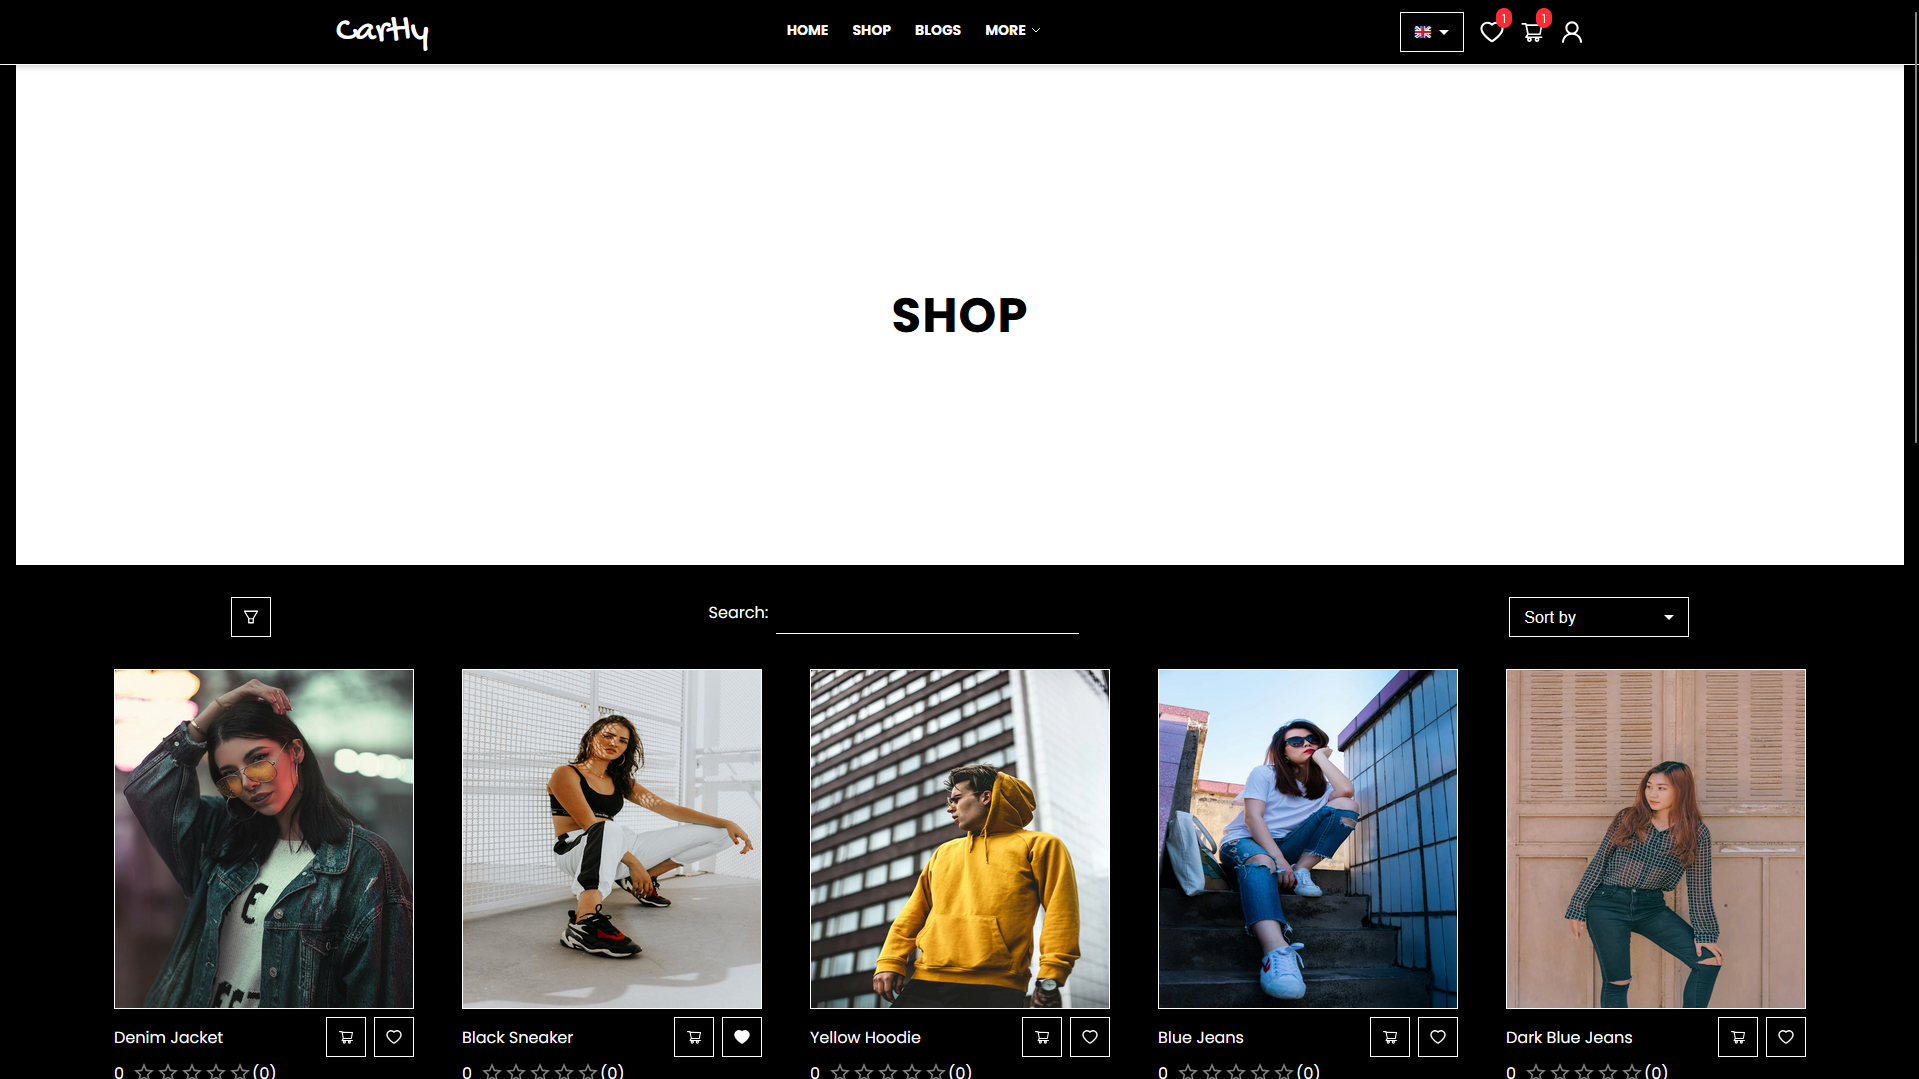 Cartly
HOME SHOP BLOGS MORE
1 1
SHOP
Search:
Sort by
Denim Jacket
Black Sneaker
Yellow Hoodie
Blue Jeans
Dark Blue Jeans
0 (0)
0 (0)
0 (0)
0 (0)
0 (0)